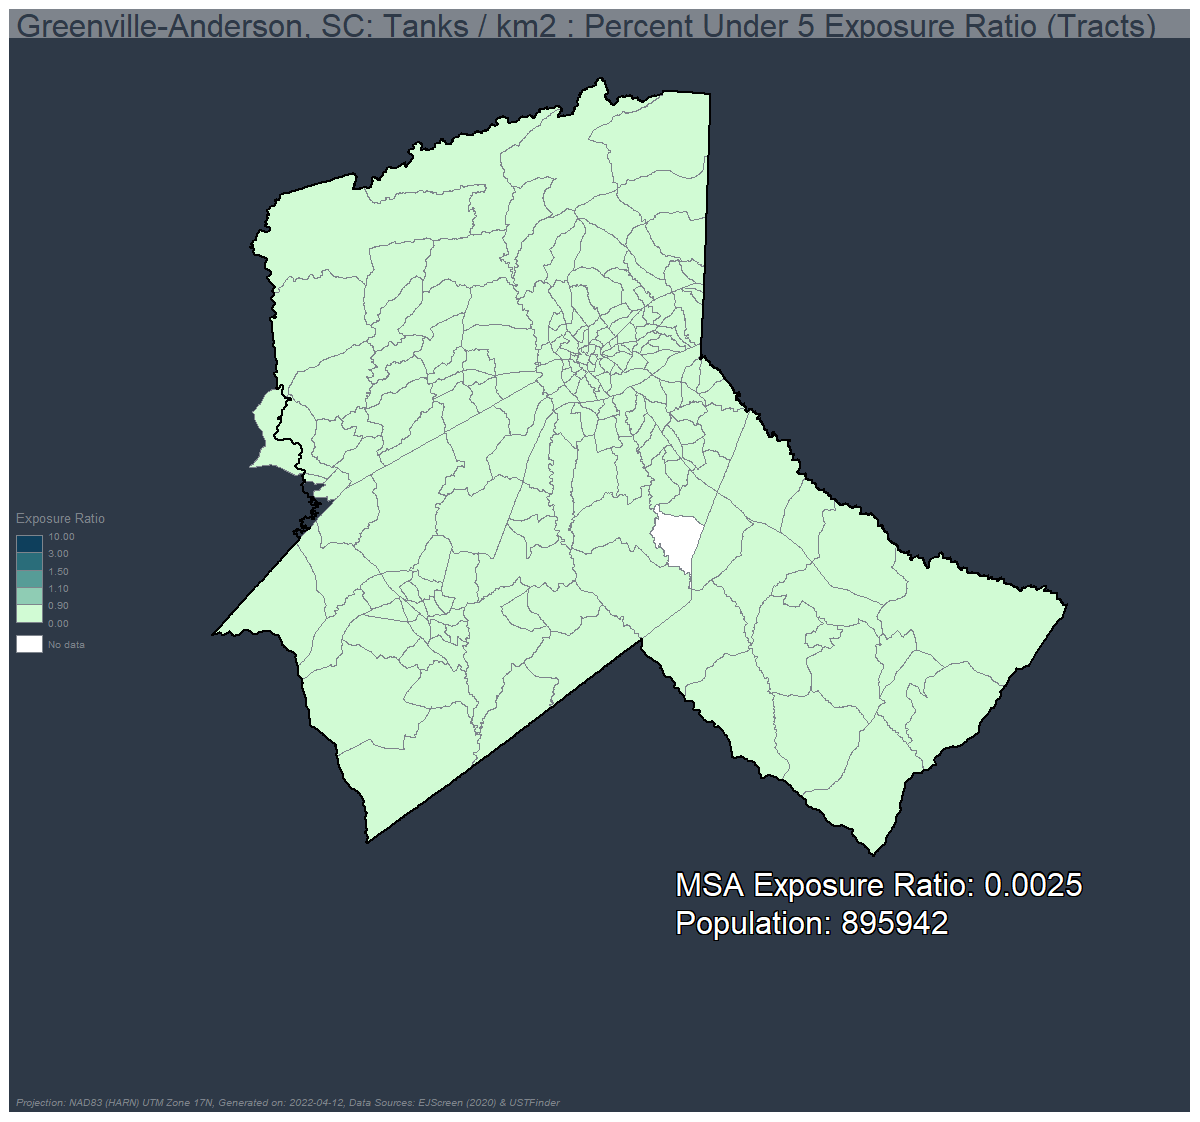 Greenville-Anderson, SC: Tanks / km2 : Percent Under 5 Exposure Ratio (Tracts)
Exposure Ratio
10.00
3.00
1.50
1.10
0.90
0.00
No data
MSA Exposure Ratio: 0.0025
Population: 895942
Projection: NAD83 (HARN) UTM Zone 17N, Generated on: 2022-04-12, Data Sources: EJScreen (2020) & USTFinder